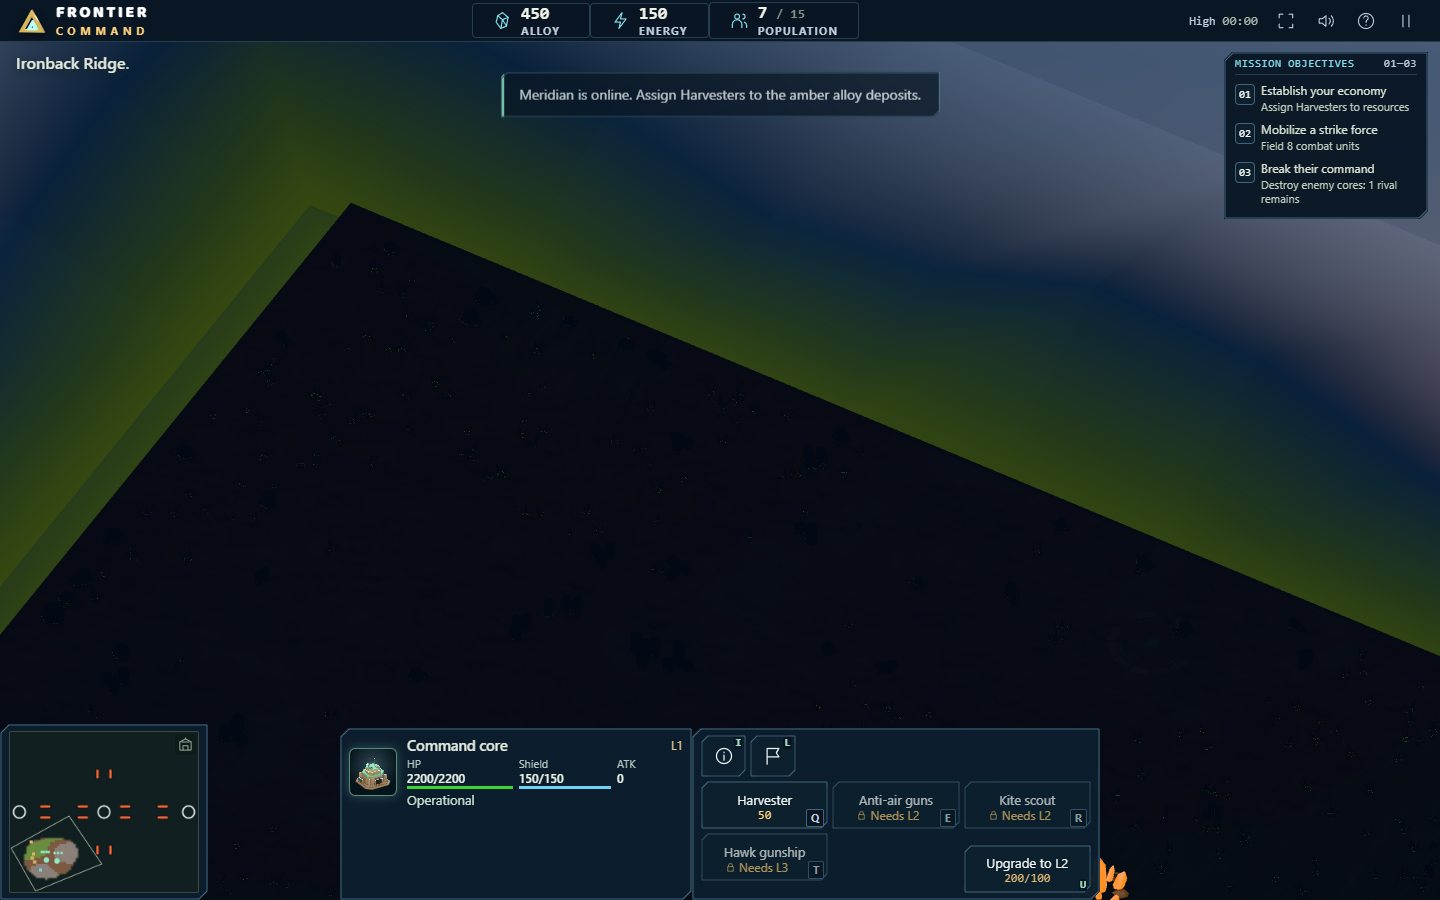 FRONTIER
COMMAND
450
ALLOY
150
ENERGY
7 / 15
POPULATION
High 00:00
Ironback Ridge.
Meridian is online. Assign Harvesters to the amber alloy deposits.
MISSION OBJECTIVES 01—03
01 Establish your economy
Assign Harvesters to resources
02 Mobilize a strike force
Field 8 combat units
03 Break their command
Destroy enemy cores: 1 rival
remains
Command core L1
HP Shield ATK
2200/2200 150/150 0
Operational
I L
Harvester
50 Q
Anti-air guns
Needs L2 E
Kite scout
Needs L2 R
Hawk gunship
Needs L3 T
Upgrade to L2
200/100 U